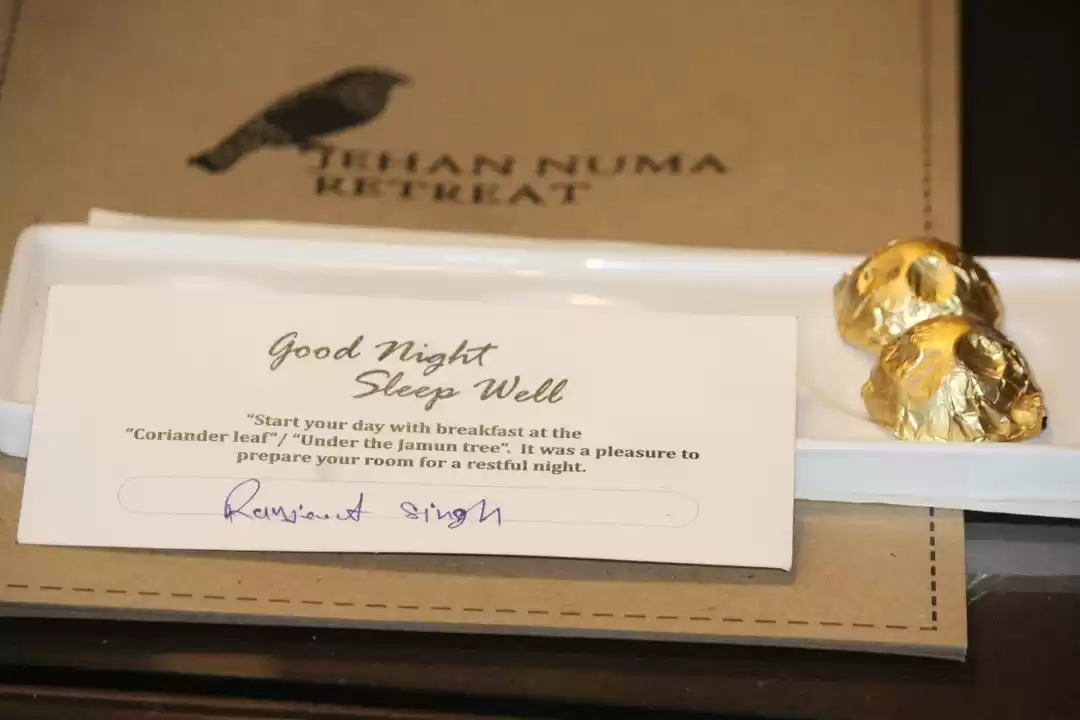 JEHAN NUMA
RETREAT
Good Night
Sleep Well
"Start your day with breakfast at the
"Coriander leaf"/ "Under the Jamun tree". It was a pleasure to
prepare your room for a restful night.
Singh